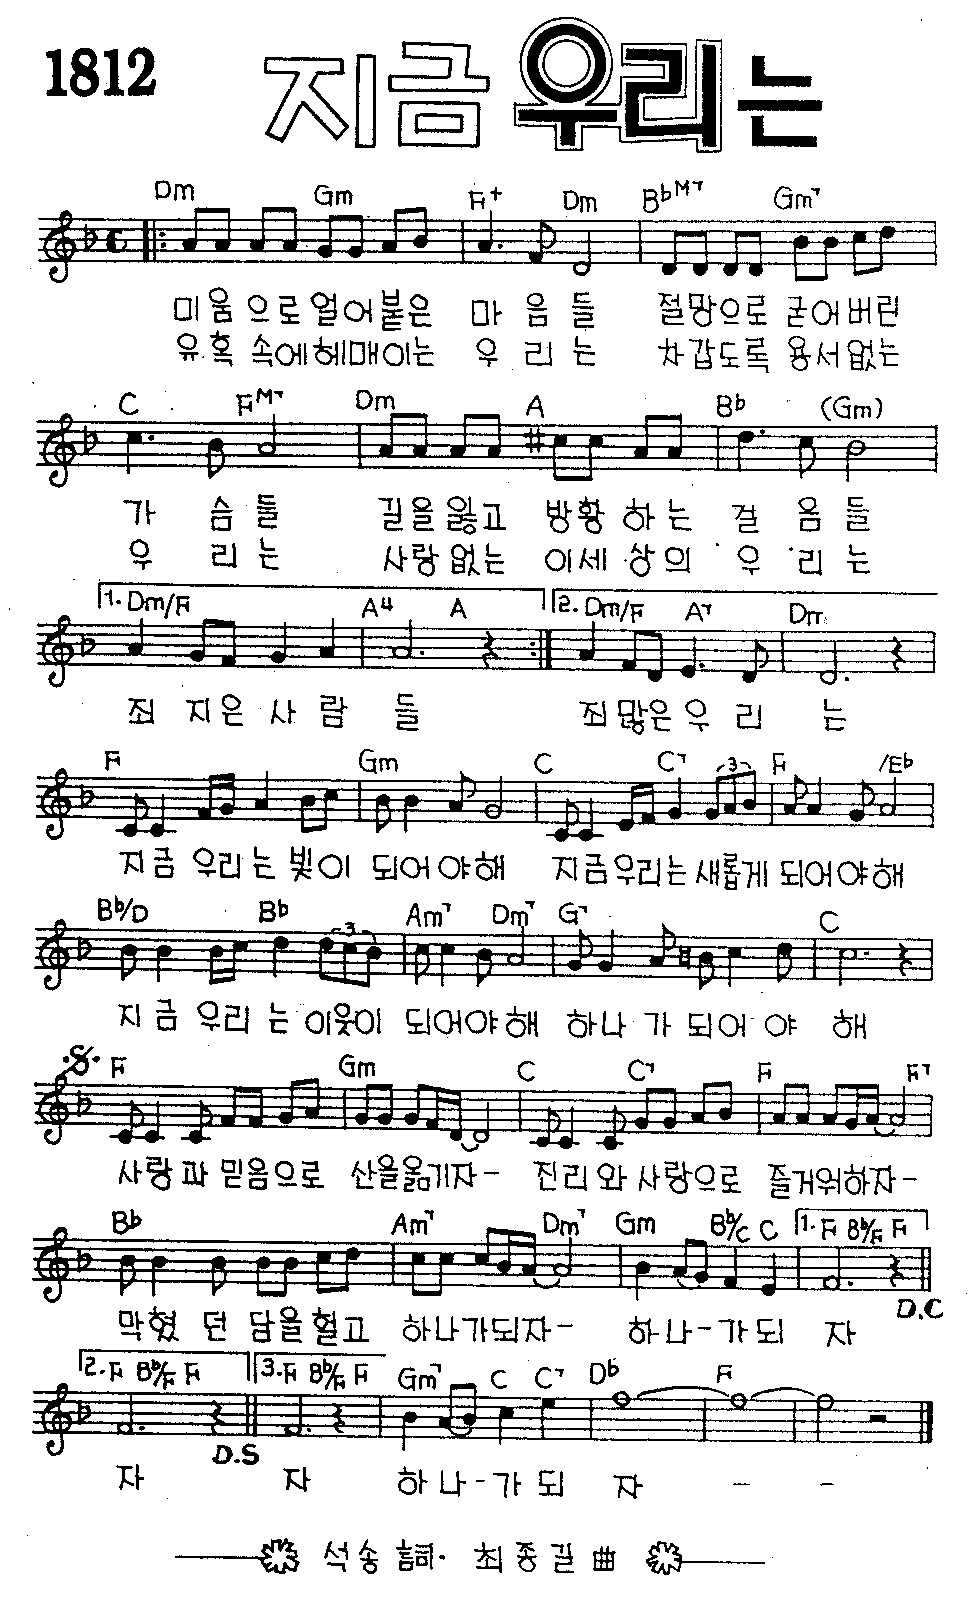 1812 지금 우리는
Dm Gm F+ Dm B♭M7 Gm7
미움으로얼어붙은 마음들 절망으로 굳어버린
유혹 속에헤매이는 우리는 차갑도록 용서없는
C FM7 Dm A B♭ (Gm)
가 슴들 길을잃고 방황하는 걸음들
우 리는 사랑없는 이세상의 우리는
1. Dm/F A4 A 2. Dm/F A7 Dm
죄 지은 사람들 죄많은우리 는
F Gm C C7 3 F /E♭
지금 우리는 빛이 되어야해 지금우리는새롭게 되어야해
B♭/D B♭ 3 Am7 Dm7 G7 C
지금 우리는 이웃이 되어야해 하나가 되어야 해
F Gm C C7 F F7
사랑과 믿음으로 산을옮기자- 진리와 사랑으로 즐거워하자-
B♭ Am7 Dm7 Gm B♭/C C 1. F B♭/F F
D.C
막혔던 담을헐고 하나가되자- 하나-가되 자
2. F B♭/F F 3. F B♭/F F Gm7 C C7 D♭ F
D.S
자 자 하나-가되 자 - -
석송 詞· 최종길 曲